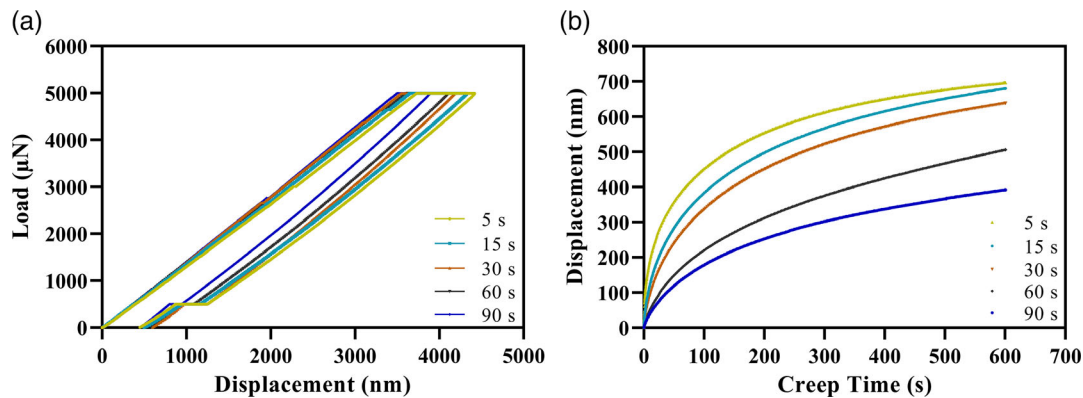 (a)
6000
5000
4000
3000
2000
1000
0
Load (μN)
5 s
15 s
30 s
60 s
90 s
0 1000 2000 3000 4000 5000
Displacement (nm)
(b)
800
700
600
500
400
300
200
100
0
Displacement (nm)
5 s
15 s
30 s
60 s
90 s
0 100 200 300 400 500 600 700
Creep Time (s)